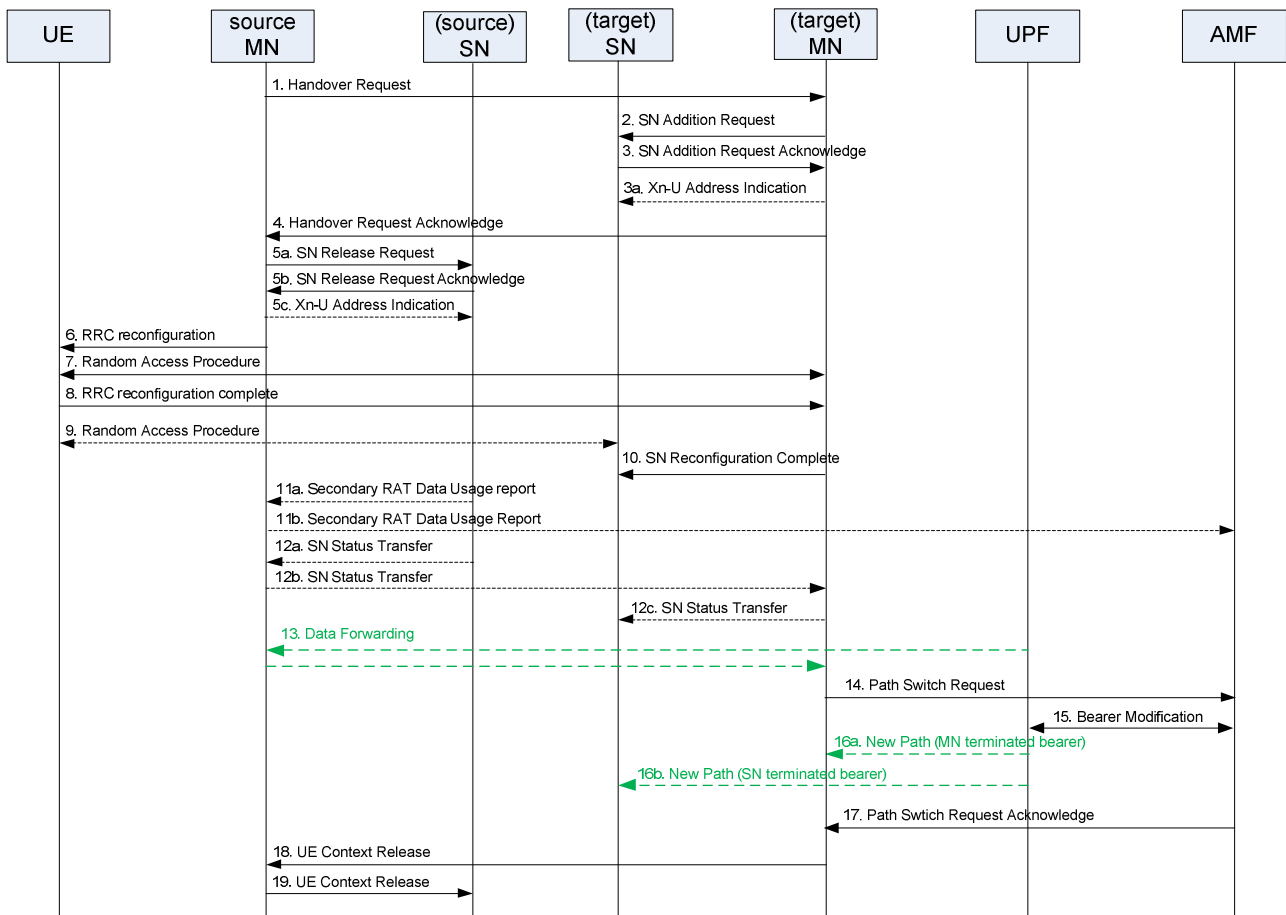 UE
source
MN
(source)
SN
(target)
SN
(target)
MN
UPF
AMF
1. Handover Request
2. SN Addition Request
3. SN Addition Request Acknowledge
3a. Xn-U Address Indication
4. Handover Request Acknowledge
5a. SN Release Request
5b. SN Release Request Acknowledge
5c. Xn-U Address Indication
6. RRC reconfiguration
7. Random Access Procedure
8. RRC reconfiguration complete
9. Random Access Procedure
10. SN Reconfiguration Complete
11a. Secondary RAT Data Usage report
11b. Secondary RAT Data Usage Report
12a. SN Status Transfer
12b. SN Status Transfer
12c. SN Status Transfer
13. Data Forwarding
14. Path Switch Request
15. Bearer Modification
16a. New Path (MN terminated bearer)
16b. New Path (SN terminated bearer)
17. Path Swtich Request Acknowledge
18. UE Context Release
19. UE Context Release